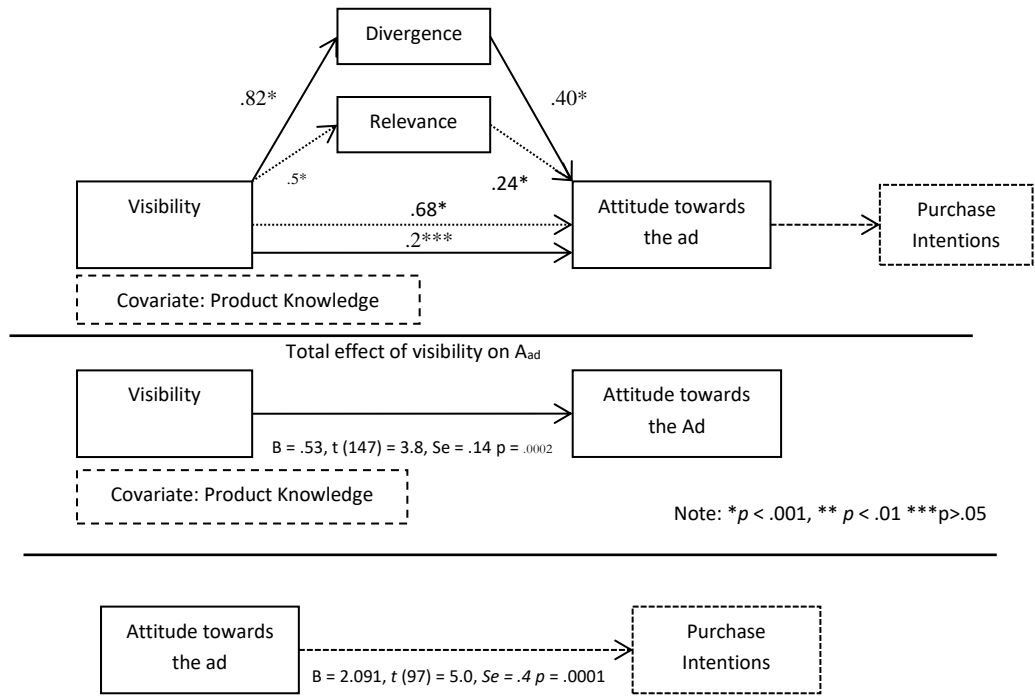 Divergence
.82*
.40*
Relevance
.5*
.24*
Visibility
.68*
.2***
Attitude towards
the ad
Purchase
Intentions
Covariate: Product Knowledge
Total effect of visibility on Aad
Visibility
Attitude towards
the Ad
B = .53, t (147) = 3.8, Se = .14 p = .0002
Covariate: Product Knowledge
Note: *p < .001, ** p < .01 ***p>.05
Attitude towards
the ad
Purchase
Intentions
B = 2.091, t (97) = 5.0, Se = .4 p = .0001